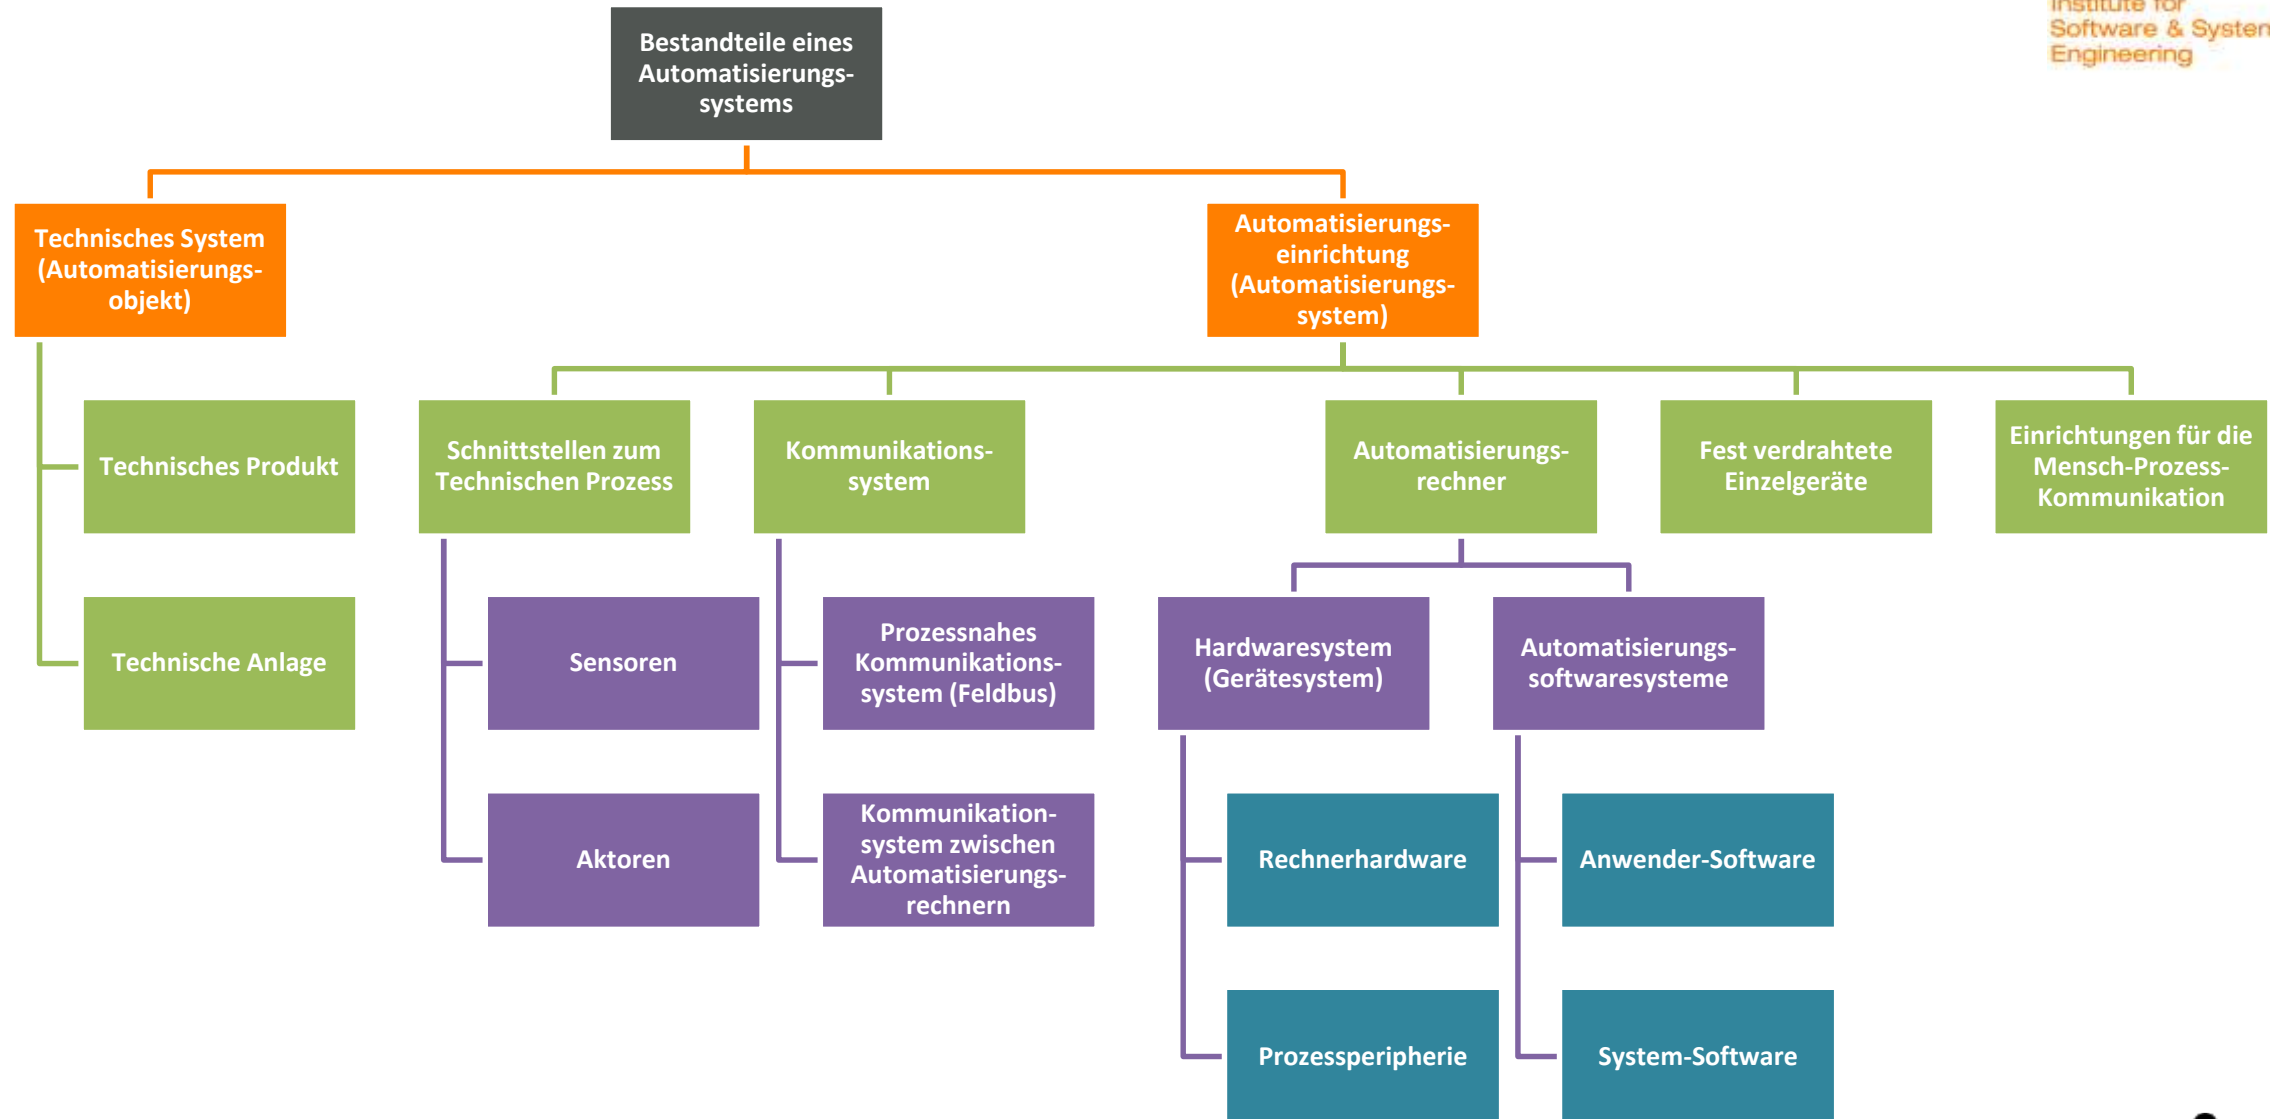 Institute for
Software & System
Engineering
Bestandteile eines
Automatisierungs-
systems
Technisches System
(Automatisierungs-
objekt)
Automatisierungs-
einrichtung
(Automatisierungs-
system)
Technisches Produkt
Schnittstellen zum
Technischen Prozess
Kommunikations-
system
Automatisierungs-
rechner
Fest verdrahtete
Einzelgeräte
Einrichtungen für die
Mensch-Prozess-
Kommunikation
Technische Anlage
Sensoren
Prozessnahes
Kommunikations-
system (Feldbus)
Hardwaresystem
(Gerätesystem)
Automatisierungs-
softwaresysteme
Aktoren
Kommunikation-
system zwischen
Automatisierungs-
rechnern
Rechnerhardware
Anwender-Software
Prozessperipherie
System-Software